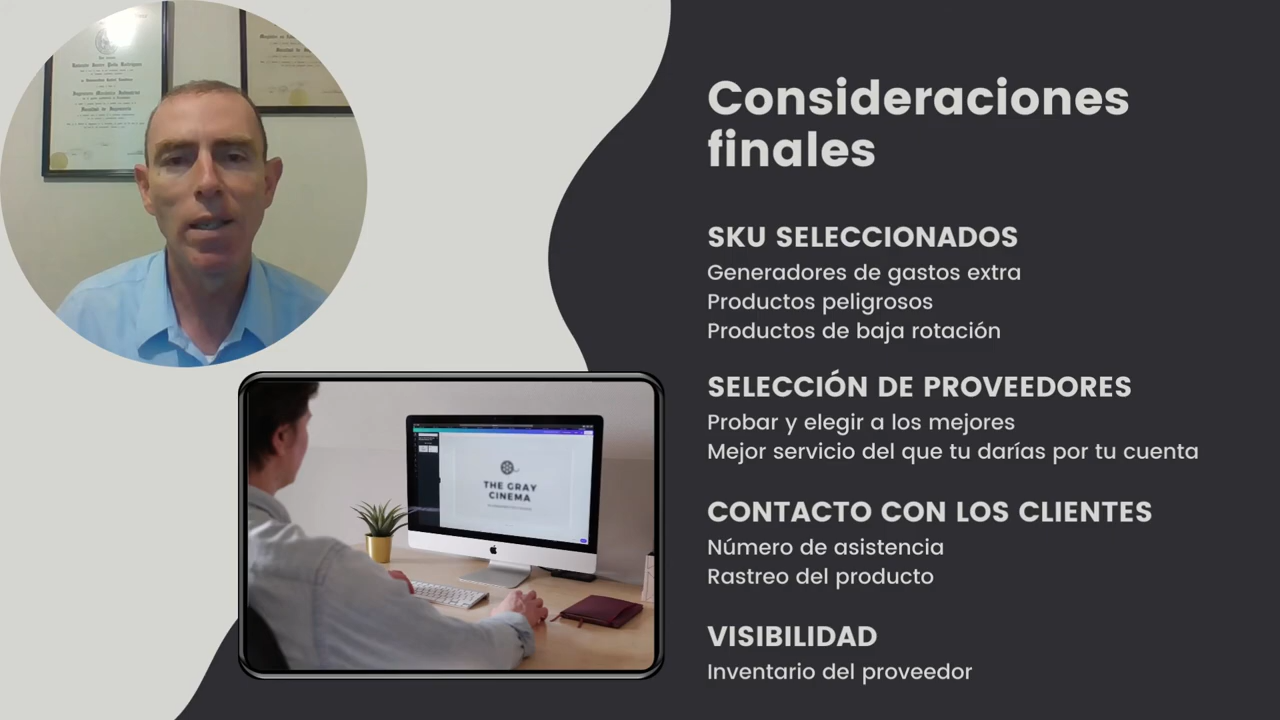 Consideraciones
finales
SKU SELECCIONADOS
Generadores de gastos extra
Productos peligrosos
Productos de baja rotación
SELECCIÓN DE PROVEEDORES
Probar y elegir a los mejores
Mejor servicio del que tu darías por tu cuenta
CONTACTO CON LOS CLIENTES
Número de asistencia
Rastreo del producto
VISIBILIDAD
Inventario del proveedor
THE GRAY
CINEMA